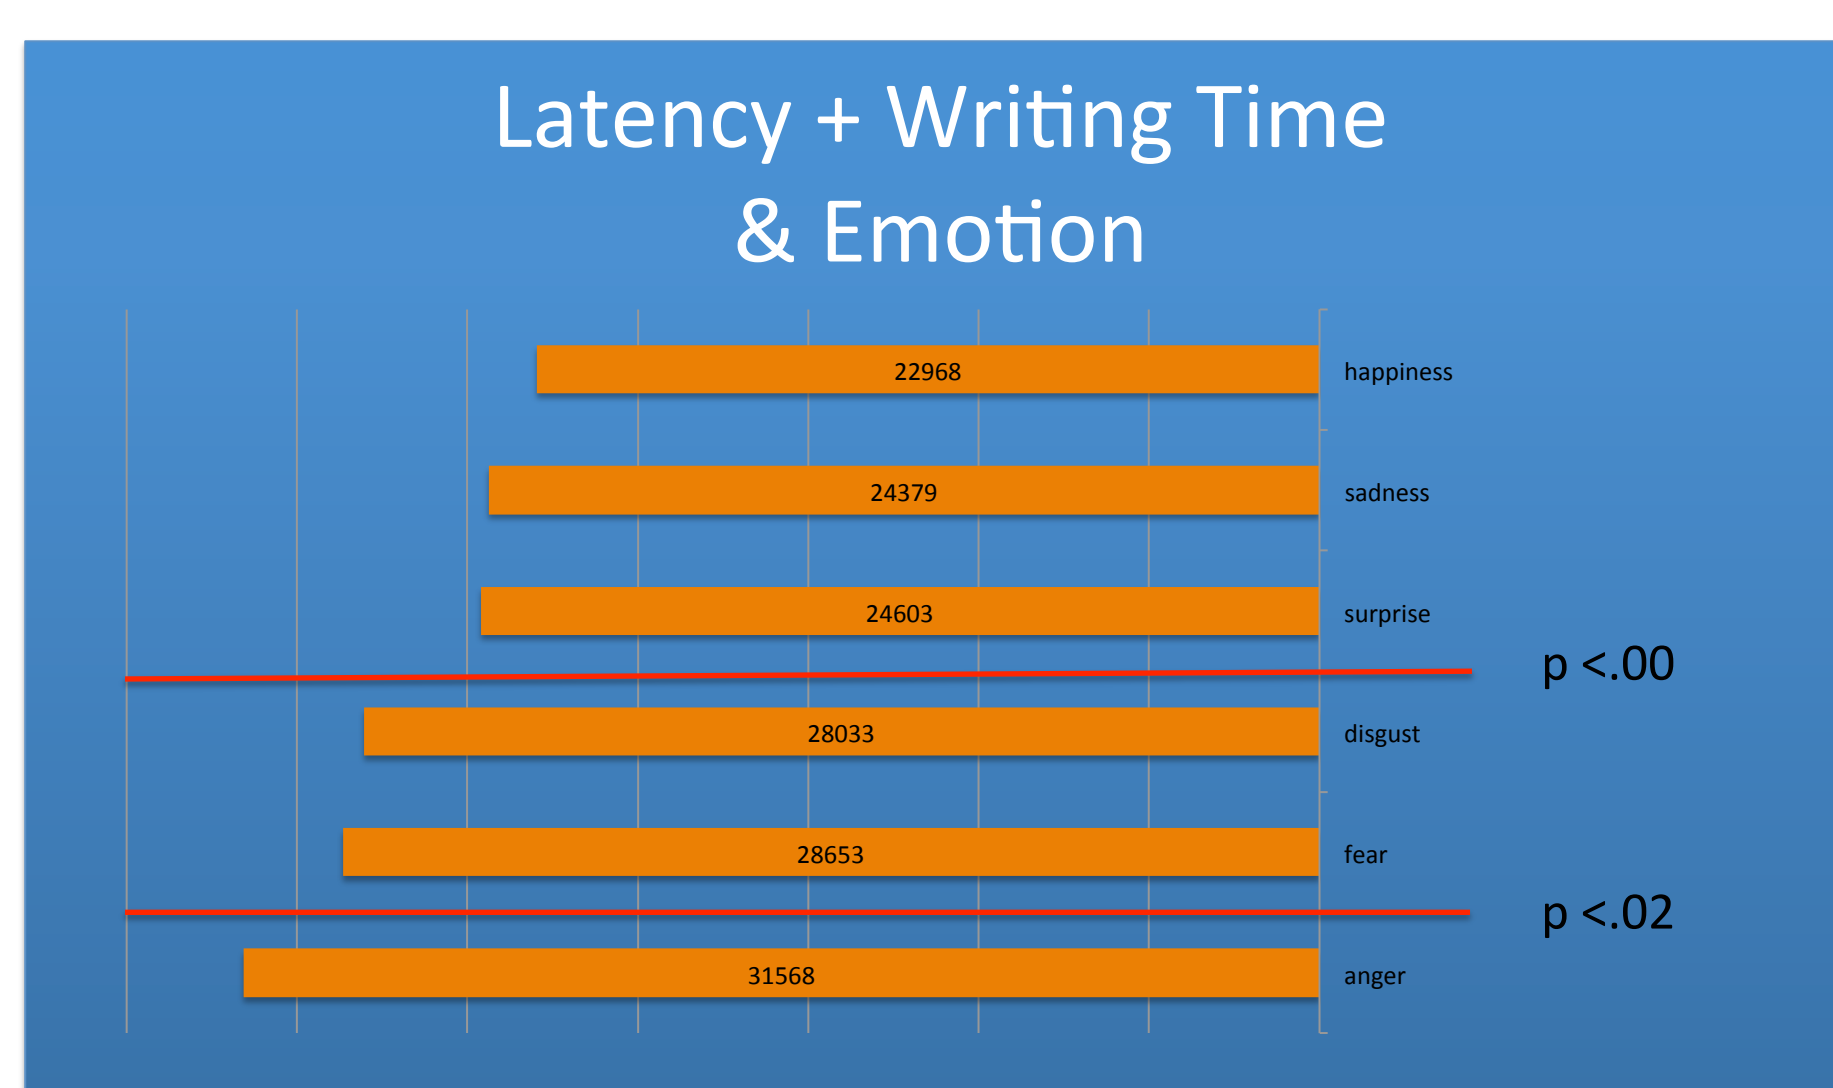 Latency + Writing Time
& Emotion
22968 happiness
24379 sadness
24603 surprise
p <.00
28033 disgust
28653 fear
p <.02
31568 anger